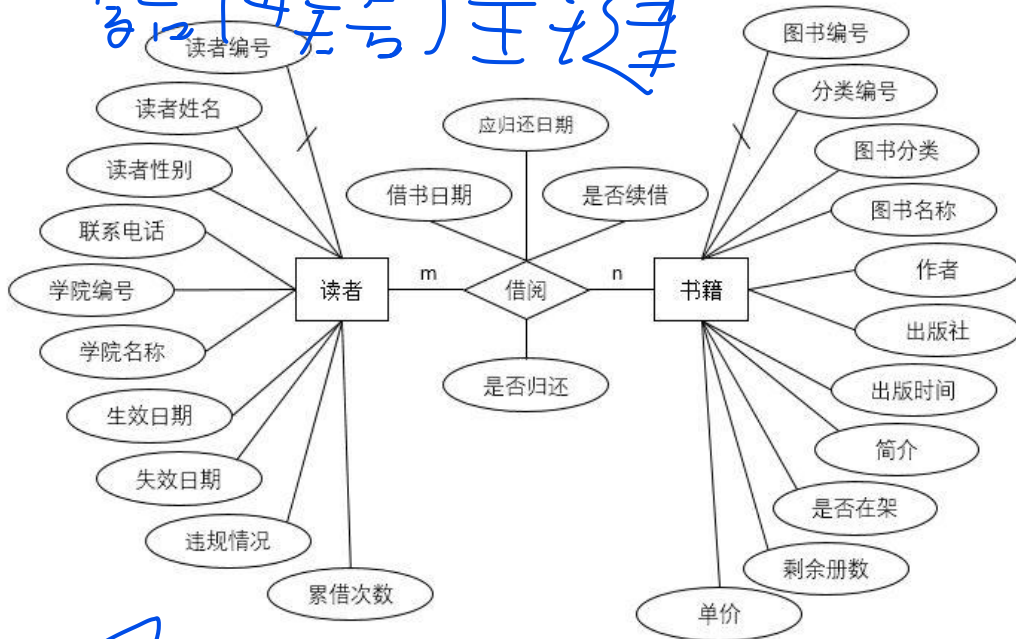 读者编号
图书编号
读者姓名
分类编号
应归还日期
读者性别
图书分类
借书日期
是否续借
图书名称
联系电话
作者
学院编号
读者
m
借阅
n
书籍
出版社
学院名称
是否归还
出版时间
生效日期
简介
失效日期
是否在架
违规情况
剩余册数
累借次数
单价